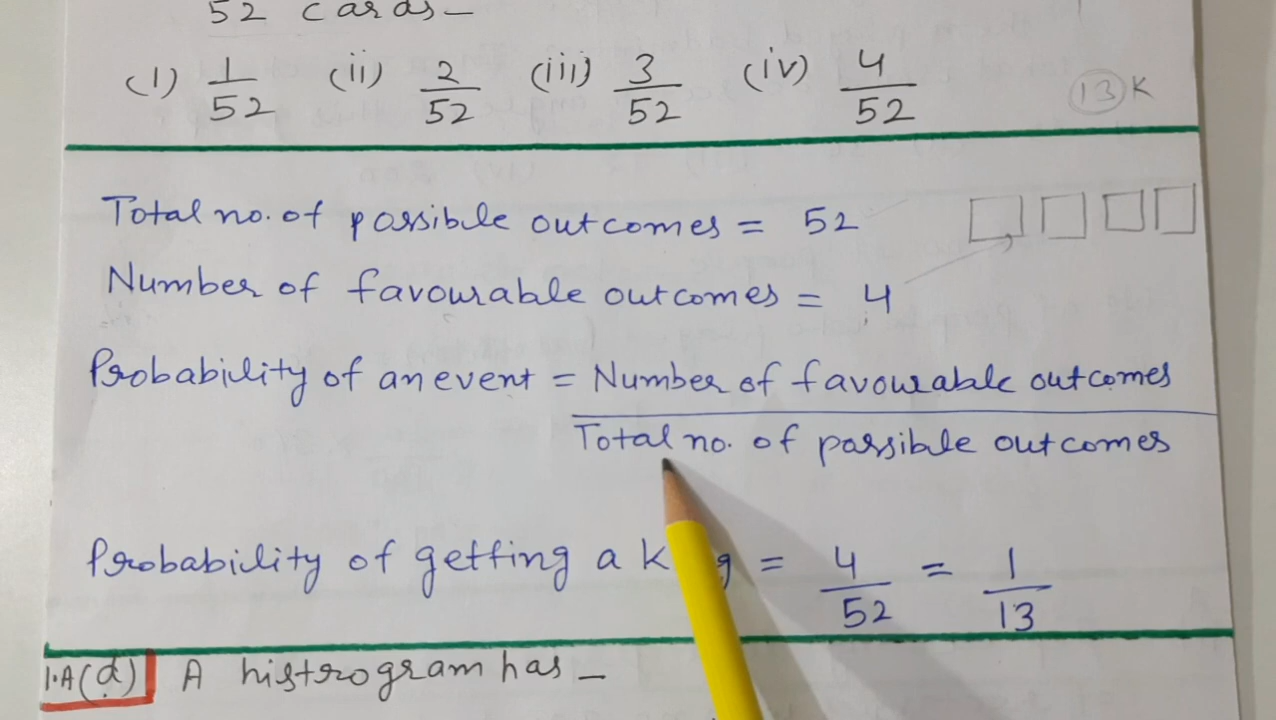 52 cards-
(i) 1/52 (ii) 2/52 (iii) 3/52 (iv) 4/52
13 K
Total no. of possible outcomes = 52
Number of favourable outcomes = 4
Probability of an event = Number of favourable outcomes
Total no. of possible outcomes
Probability of getting a k g = 4/52 = 1/13
1.A(d) A histrogram has -